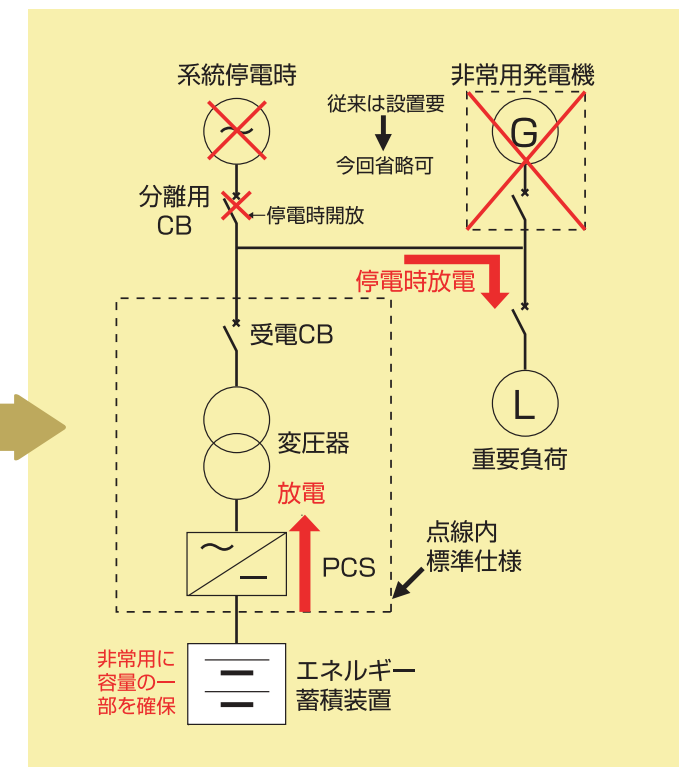 系統停電時
非常用発電機
従来は設置要
今回省略可
G
分離用
CB
←停電時開放
停電時放電
受電CB
L
変圧器
重要負荷
放電
点線内
標準仕様
PCS
非常用に
容量の一
部を確保
エネルギー
蓄積装置